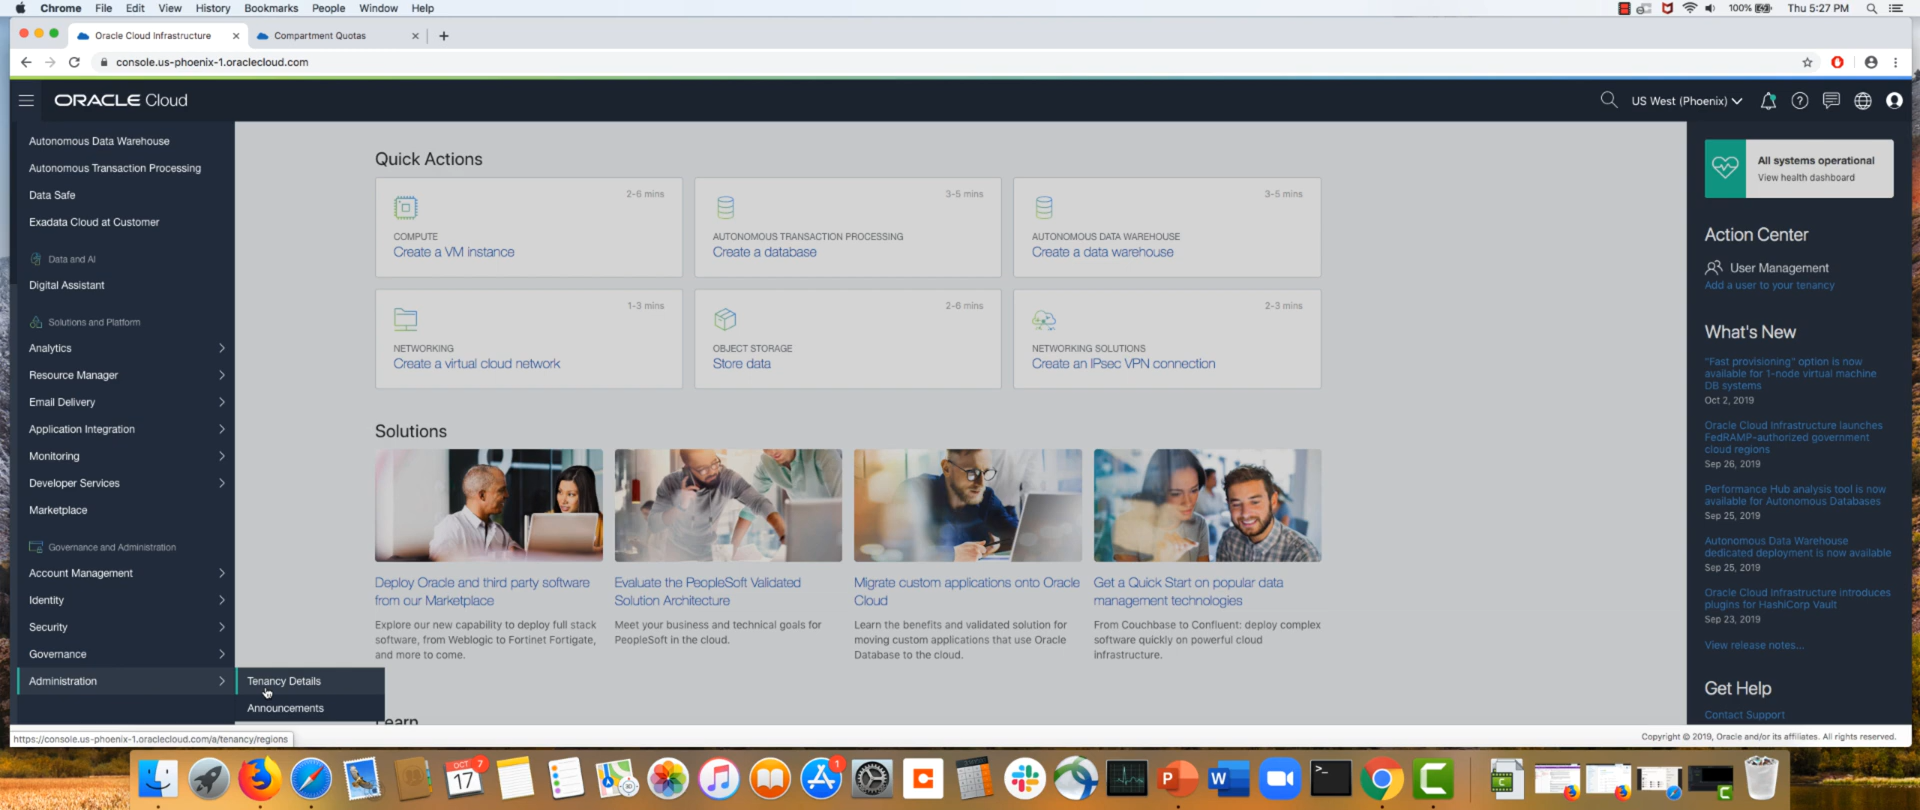 Chrome File Edit View History Bookmarks People Window Help
100% Thu 5:27 PM
Oracle Cloud Infrastructure
Compartment Quotas
console.us-phoenix-1.oraclecloud.com
ORACLE Cloud
US West (Phoenix)
Autonomous Data Warehouse
Autonomous Transaction Processing
Data Safe
Exadata Cloud at Customer
Data and AI
Digital Assistant
Solutions and Platform
Analytics
Resource Manager
Email Delivery
Application Integration
Monitoring
Developer Services
Marketplace
Governance and Administration
Account Management
Identity
Security
Governance
Administration
Tenancy Details
Announcements
https://console.us-phoenix-1.oraclecloud.com/a/tenancy/regions
Quick Actions
2-6 mins
COMPUTE
Create a VM instance
3-5 mins
AUTONOMOUS TRANSACTION PROCESSING
Create a database
3-5 mins
AUTONOMOUS DATA WAREHOUSE
Create a data warehouse
1-3 mins
NETWORKING
Create a virtual cloud network
2-6 mins
OBJECT STORAGE
Store data
2-3 mins
NETWORKING SOLUTIONS
Create an IPsec VPN connection
Solutions
Deploy Oracle and third party software
from our Marketplace
Explore our new capability to deploy full stack
software, from Weblogic to Fortinet Fortigate,
and more to come.
Evaluate the PeopleSoft Validated
Solution Architecture
Meet your business and technical goals for
PeopleSoft in the cloud.
Migrate custom applications onto Oracle
Cloud
Learn the benefits and validated solution for
moving custom applications that use Oracle
Database to the cloud.
Get a Quick Start on popular data
management technologies
From Couchbase to Confluent: deploy complex
software quickly on powerful cloud
infrastructure.
Learn
All systems operational
View health dashboard
Action Center
User Management
Add a user to your tenancy
What's New
"Fast provisioning" option is now
available for 1-node virtual machine
DB systems
Oct 2, 2019
Oracle Cloud Infrastructure launches
FedRAMP-authorized government
cloud regions
Sep 26, 2019
Performance Hub analysis tool is now
available for Autonomous Databases
Sep 25, 2019
Autonomous Data Warehouse
dedicated deployment is now available
Sep 25, 2019
Oracle Cloud Infrastructure introduces
plugins for HashiCorp Vault
Sep 23, 2019
View release notes...
Get Help
Contact Support
Copyright © 2019, Oracle and/or its affiliates. All rights reserved.
OCT 7
17
1